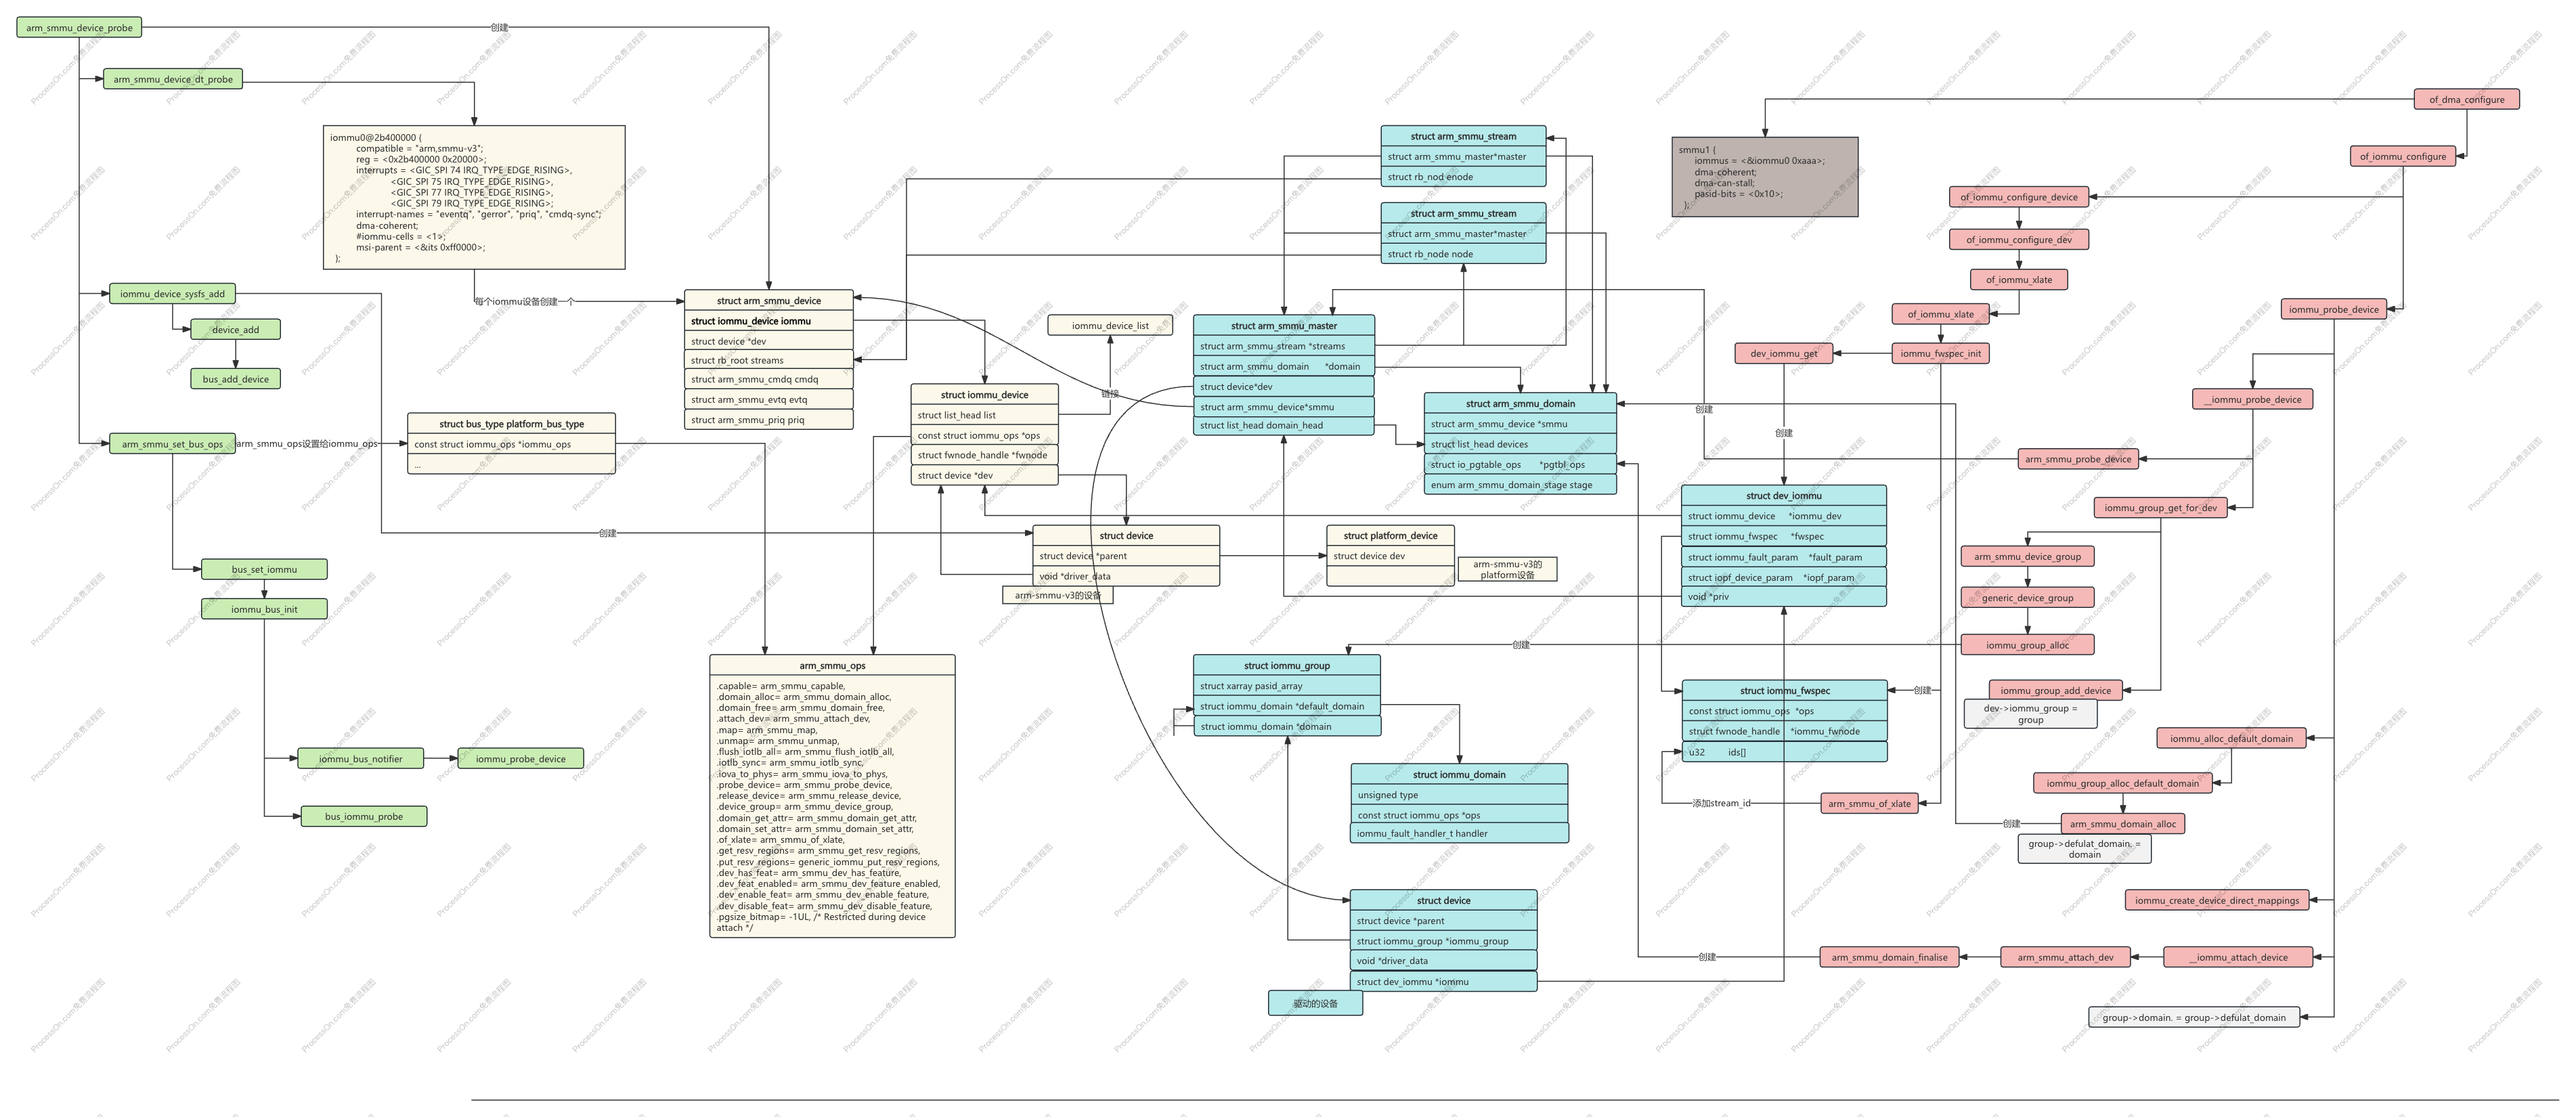 arm_smmu_device_probe
创建
arm_smmu_device_dt_probe
iommu0@2b400000 {
compatible = "arm,smmu-v3";
reg = <0x2b400000 0x20000>;
interrupts = <GIC_SPI 74 IRQ_TYPE_EDGE_RISING>,
<GIC_SPI 75 IRQ_TYPE_EDGE_RISING>,
<GIC_SPI 77 IRQ_TYPE_EDGE_RISING>,
<GIC_SPI 79 IRQ_TYPE_EDGE_RISING>;
interrupt-names = "eventq", "gerror", "priq", "cmdq-sync";
dma-coherent;
#iommu-cells = <1>;
msi-parent = <&its 0xff0000>;
};
每个iommu设备创建一个
iommu_device_sysfs_add
device_add
bus_add_device
arm_smmu_set_bus_ops
arm_smmu_ops设置给iommu_ops
struct bus_type platform_bus_type
const struct iommu_ops *iommu_ops
...
创建
bus_set_iommu
iommu_bus_init
iommu_bus_notifier
iommu_probe_device
bus_iommu_probe
struct arm_smmu_device
struct iommu_device iommu
struct device *dev
struct rb_root streams
struct arm_smmu_cmdq cmdq
struct arm_smmu_evtq evtq
struct arm_smmu_priq priq
iommu_device_list
链接
struct iommu_device
struct list_head list
const struct iommu_ops *ops
struct fwnode_handle *fwnode
struct device *dev
struct device
struct device *parent
void *driver_data
arm-smmu-v3的设备
struct platform_device
struct device dev
arm-smmu-v3的
platform设备
arm_smmu_ops
.capable= arm_smmu_capable,
.domain_alloc= arm_smmu_domain_alloc,
.domain_free= arm_smmu_domain_free,
.attach_dev= arm_smmu_attach_dev,
.map= arm_smmu_map,
.unmap= arm_smmu_unmap,
.flush_iotlb_all= arm_smmu_flush_iotlb_all,
.iotlb_sync= arm_smmu_iotlb_sync,
.iova_to_phys= arm_smmu_iova_to_phys,
.probe_device= arm_smmu_probe_device,
.release_device= arm_smmu_release_device,
.device_group= arm_smmu_device_group,
.domain_get_attr= arm_smmu_domain_get_attr,
.domain_set_attr= arm_smmu_domain_set_attr,
.of_xlate= arm_smmu_of_xlate,
.get_resv_regions= arm_smmu_get_resv_regions,
.put_resv_regions= generic_iommu_put_resv_regions,
.dev_has_feat= arm_smmu_dev_has_feature,
.dev_feat_enabled= arm_smmu_dev_feature_enabled,
.dev_enable_feat= arm_smmu_dev_enable_feature,
.dev_disable_feat= arm_smmu_dev_disable_feature,
.pgsize_bitmap= -1UL, /* Restricted during device
attach */
struct arm_smmu_stream
struct arm_smmu_master*master
struct rb_nod enode
struct arm_smmu_stream
struct arm_smmu_master*master
struct rb_node node
struct arm_smmu_master
struct arm_smmu_stream *streams
struct arm_smmu_domain *domain
struct device*dev
struct arm_smmu_device*smmu
struct list_head domain_head
struct arm_smmu_domain
struct arm_smmu_device *smmu
struct list_head devices
struct io_pgtable_ops *pgtbl_ops
enum arm_smmu_domain_stage stage
struct iommu_group
struct xarray pasid_array
struct iommu_domain *default_domain
struct iommu_domain *domain
struct iommu_domain
unsigned type
const struct iommu_ops *ops
iommu_fault_handler_t handler
struct device
struct device *parent
struct iommu_group *iommu_group
void *driver_data
struct dev_iommu *iommu
驱动的设备
smmu1 {
iommus = <&iommu0 0xaaa>;
dma-coherent;
dma-can-stall;
pasid-bits = <0x10>;
};
创建
创建
struct dev_iommu
struct iommu_device *iommu_dev
struct iommu_fwspec *fwspec
struct iommu_fault_param *fault_param
struct iopf_device_param *iopf_param
void *priv
创建
struct iommu_fwspec
const struct iommu_ops *ops
struct fwnode_handle *iommu_fwnode
u32 ids[]
创建
添加stream_id
arm_smmu_of_xlate
of_dma_configure
of_iommu_configure
of_iommu_configure_device
of_iommu_configure_dev
of_iommu_xlate
of_iommu_xlate
iommu_fwspec_init
dev_iommu_get
iommu_probe_device
__iommu_probe_device
arm_smmu_probe_device
iommu_group_get_for_dev
arm_smmu_device_group
generic_device_group
iommu_group_alloc
iommu_group_add_device
dev->iommu_group =
group
iommu_alloc_default_domain
iommu_group_alloc_default_domain
创建
arm_smmu_domain_alloc
group->defulat_domain. =
domain
iommu_create_device_direct_mappings
创建
arm_smmu_domain_finalise
arm_smmu_attach_dev
__iommu_attach_device
group->domain. = group->defulat_domain
ProcessOn.com免费流程图